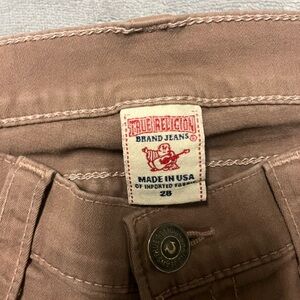 TRUE RELIGION
BRAND JEANS
MADE IN USA
OF IMPORTED FABRIC
28